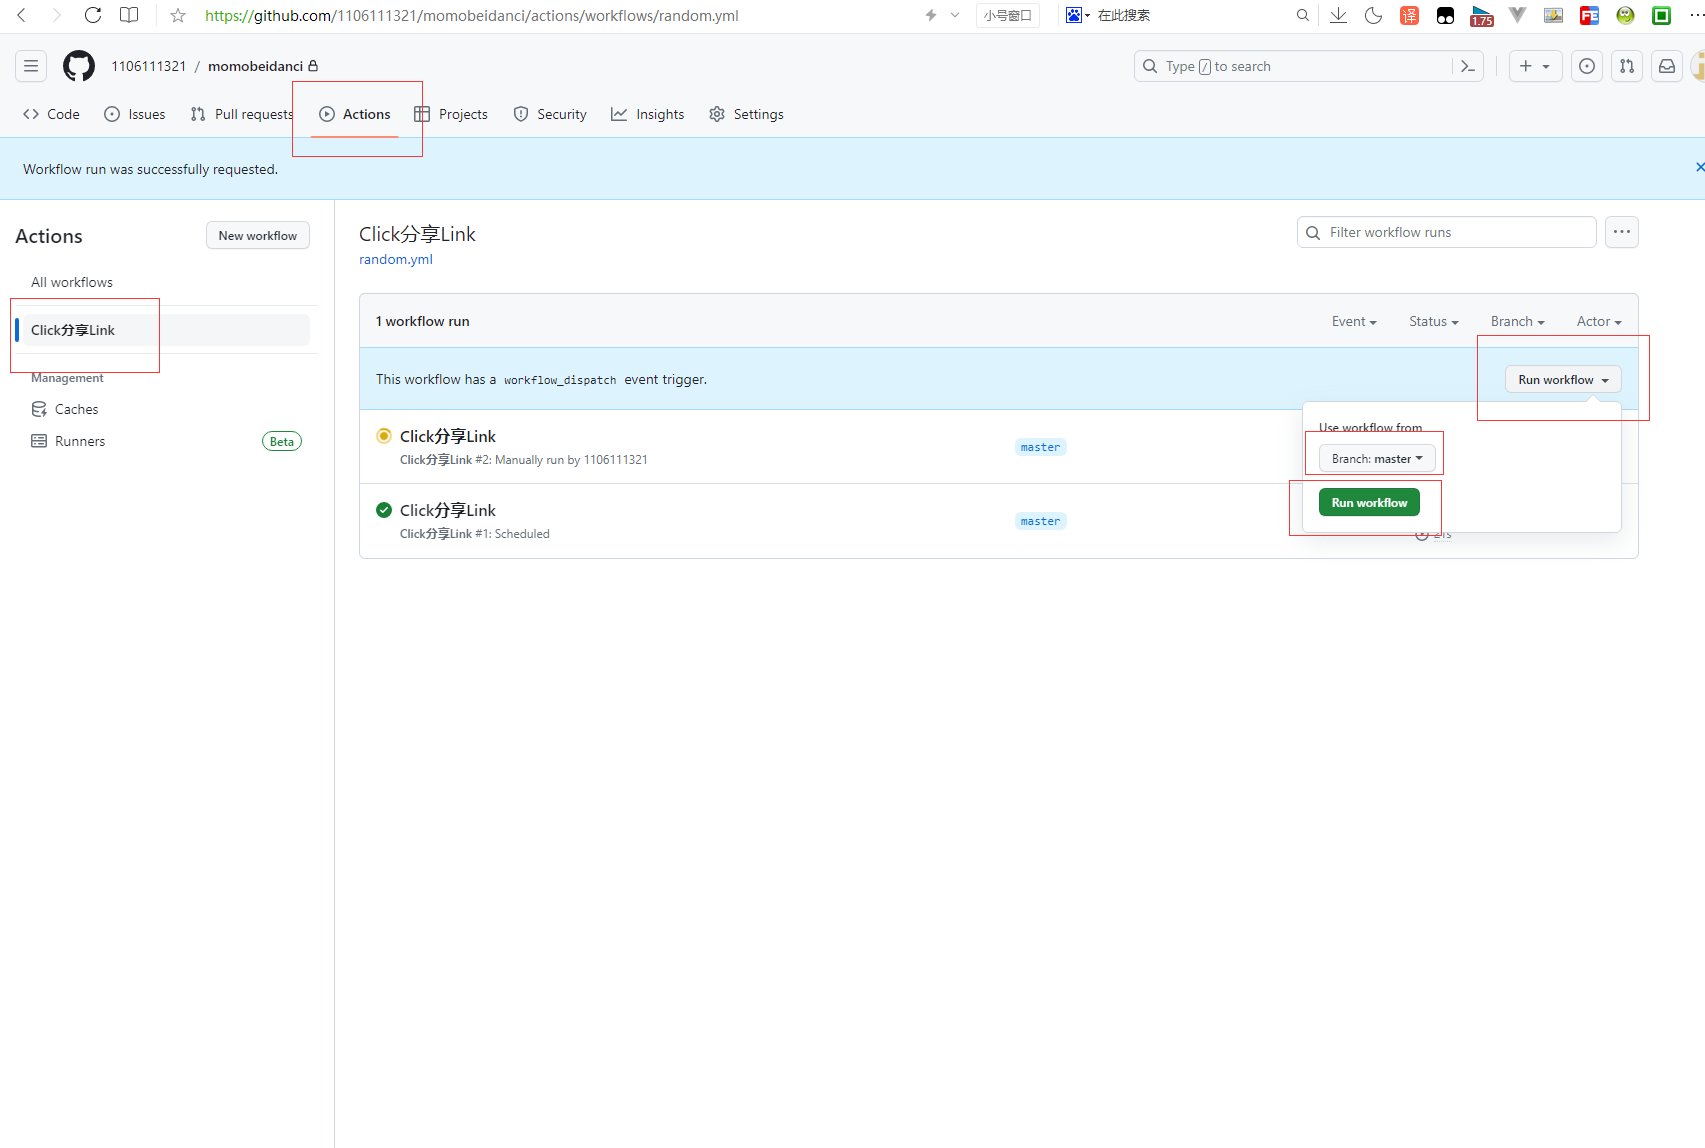 https://github.com/1106111321/momobeidanci/actions/workflows/random.yml
小号窗口
在此搜索
译
1.75
FE
1106111321 / momobeidanci
Type / to search
Code
Issues
Pull requests
Actions
Projects
Security
Insights
Settings
Workflow run was successfully requested.
Actions
New workflow
All workflows
Click分享Link
Management
Caches
Runners
Beta
Click分享Link
random.yml
Filter workflow runs
1 workflow run
Event
Status
Branch
Actor
This workflow has a workflow_dispatch event trigger.
Run workflow
Use workflow from
Branch: master
Run workflow
Click分享Link
Click分享Link #2: Manually run by 1106111321
master
Click分享Link
Click分享Link #1: Scheduled
master
21s